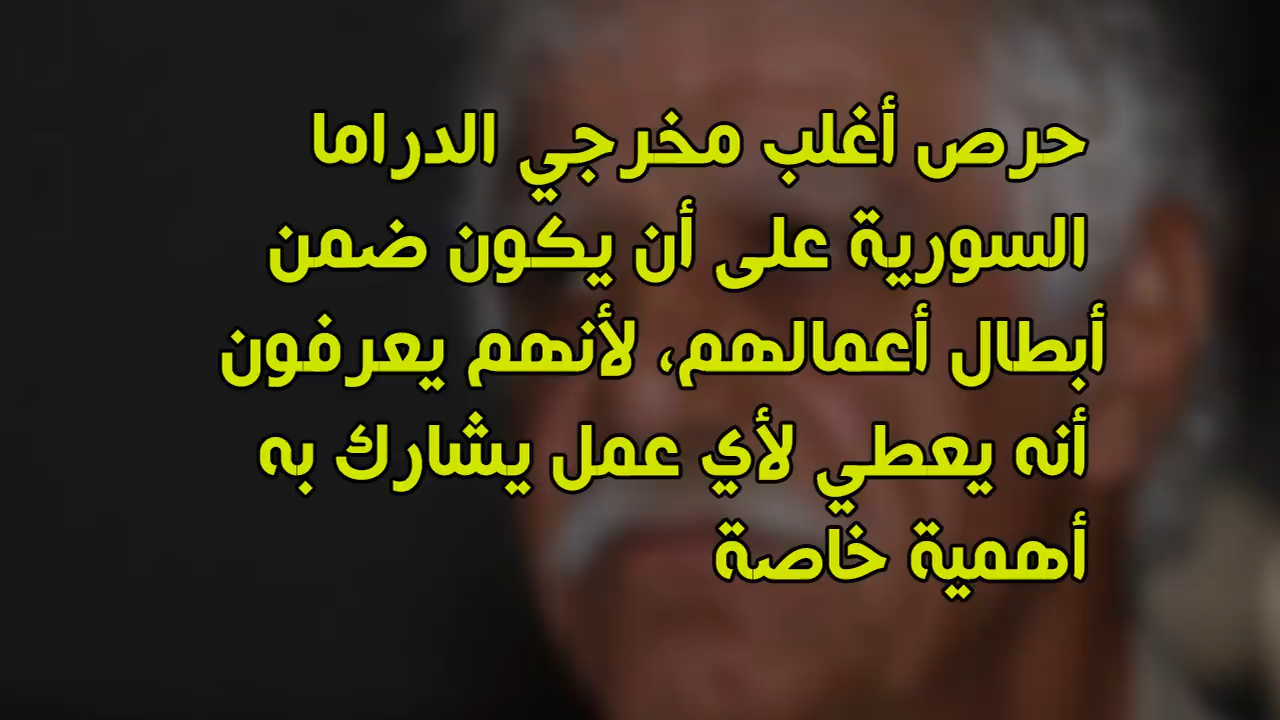 حرص أغلب مخرجي الدراما
السورية على أن يكون ضمن
أبطال أعمالهم، لأنهم يعرفون
أنه يعطي لأي عمل يشارك به
أهمية خاصة